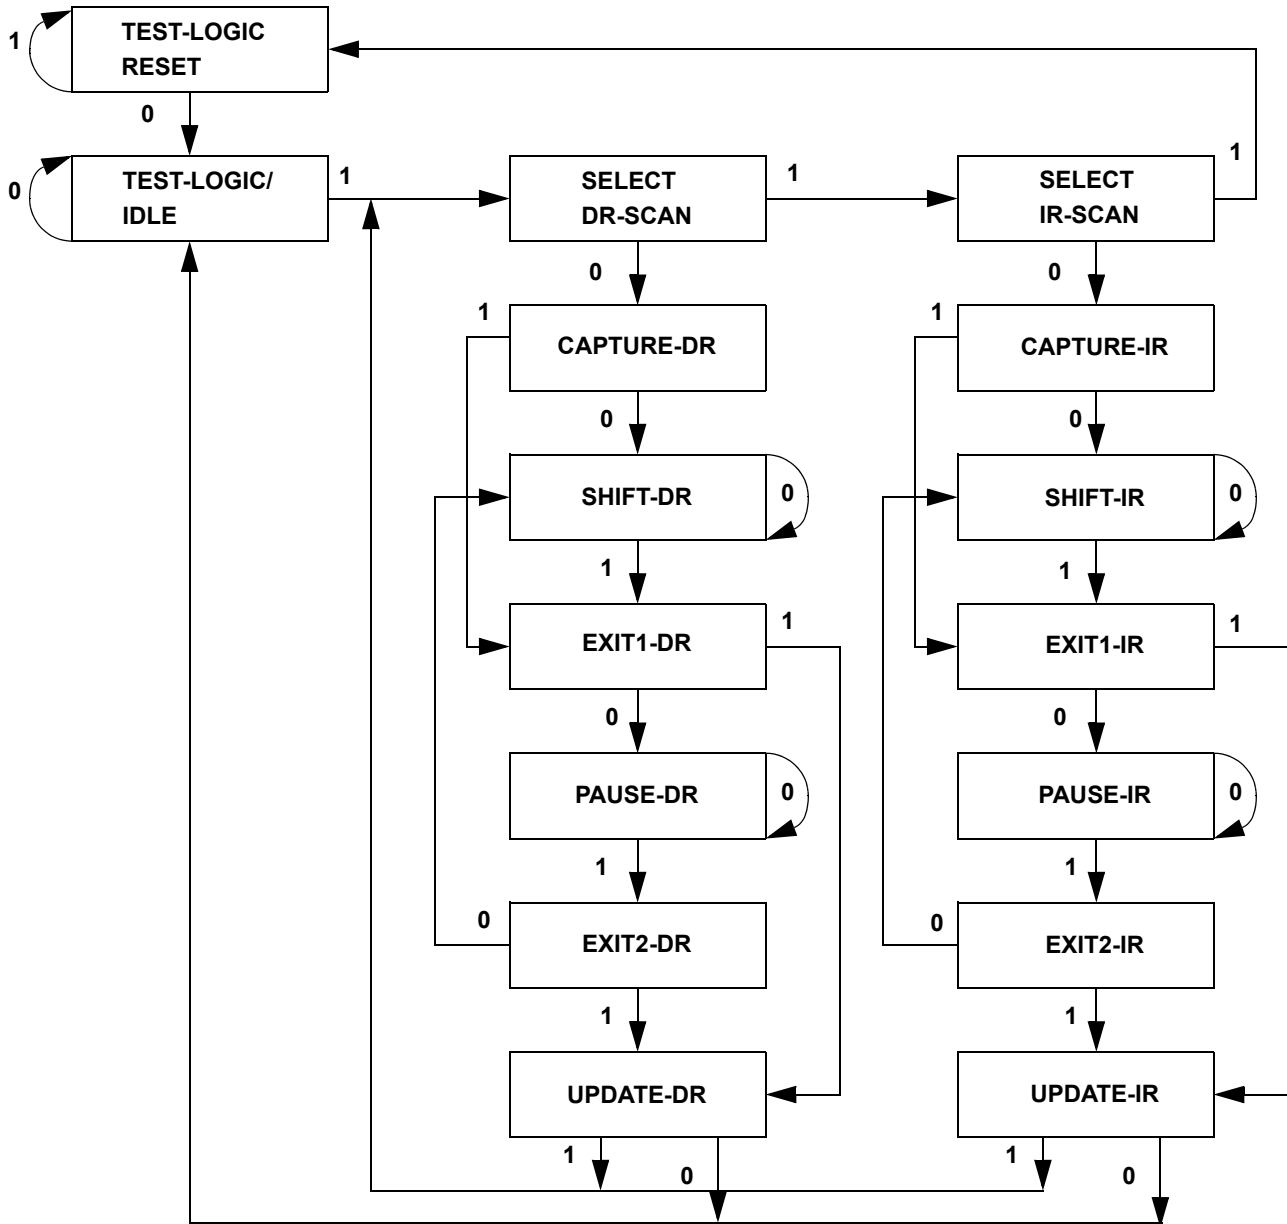 1
TEST-LOGIC
RESET
0
0
TEST-LOGIC/
IDLE
1
SELECT
DR-SCAN
1
SELECT
IR-SCAN
1
0
0
1
CAPTURE-DR
1
CAPTURE-IR
0
0
SHIFT-DR
0
SHIFT-IR
0
1
1
EXIT1-DR
1
EXIT1-IR
1
0
0
PAUSE-DR
0
PAUSE-IR
0
1
1
0
EXIT2-DR
0
EXIT2-IR
1
1
UPDATE-DR
UPDATE-IR
1
0
1
0